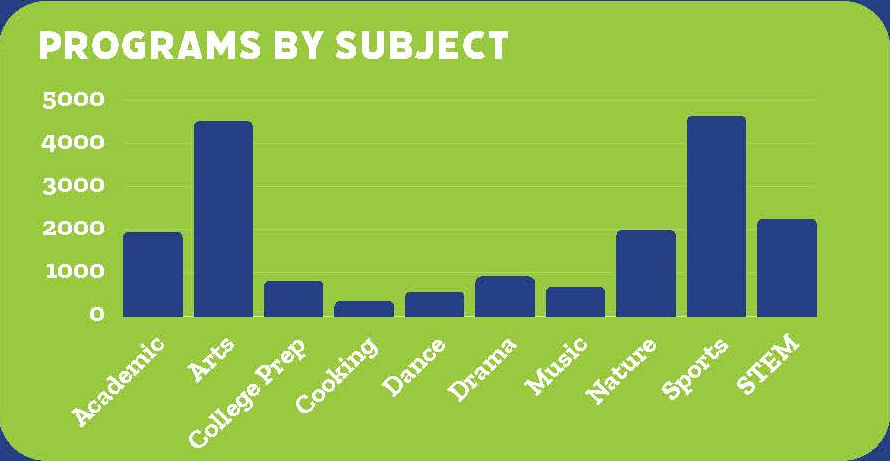 PROGRAMS BY SUBJECT
5000
4000
3000
2000
1000
0
Academic
Arts
College Prep
Cooking
Dance
Drama
Music
Nature
Sports
STEM